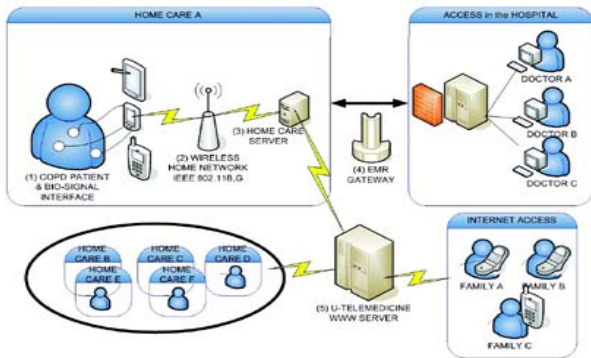 HOME CARE A
(1) COPD PATIENT
& BIO-SIGNAL
INTERFACE
(2) WIRELESS
HOME NETWORK
IEEE 802.11B,G
(3) HOME CARE
SERVER
(4) EMR
GATEWAY
ACCESS in the HOSPITAL
DOCTOR A
DOCTOR B
DOCTOR C
HOME
CARE B
HOME
CARE C
HOME
CARE D
HOME
CARE E
HOME
CARE F
(5) U-TELEMEDICINE
WWW SERVER
INTERNET ACCESS
FAMILY A
FAMILY B
FAMILY C